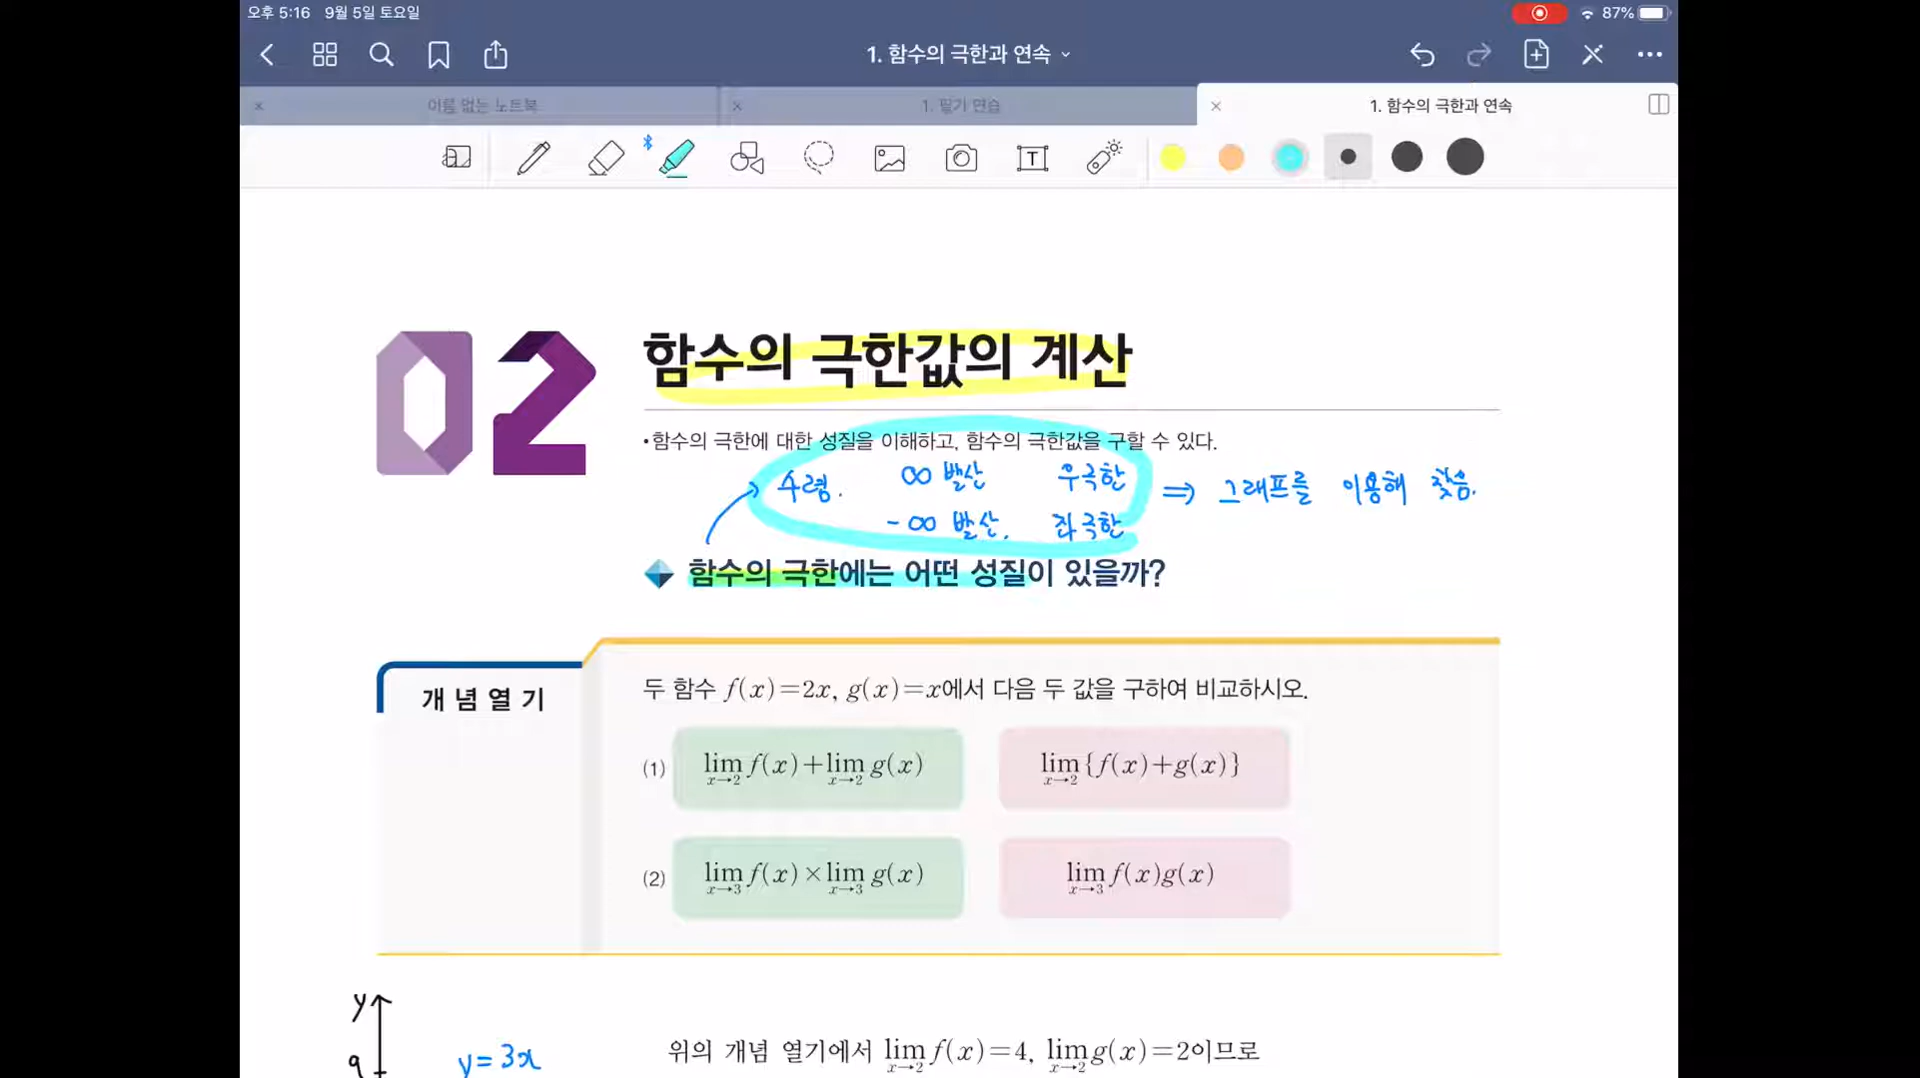 오후 5:16 9월 5일 토요일 87%
1. 함수의 극한과 연속
이름 없는 노트북 1. 필기 연습 1. 함수의 극한과 연속
02 함수의 극한값의 계산
•함수의 극한에 대한 성질을 이해하고, 함수의 극한값을 구할 수 있다.
수렴. ∞ 발산 우극한 ⇒ 그래프를 이용해 찾음.
-∞ 발산. 좌극한
함수의 극한에는 어떤 성질이 있을까?
개념열기
두 함수 f(x)=2x, g(x)=x에서 다음 두 값을 구하여 비교하시오.
(1) lim x→2 f(x)+lim x→2 g(x) lim x→2 {f(x)+g(x)}
(2) lim x→3 f(x)×lim x→3 g(x) lim x→3 f(x)g(x)
y
9 y=3x
위의 개념 열기에서 lim x→2 f(x)=4, lim x→2 g(x)=2이므로